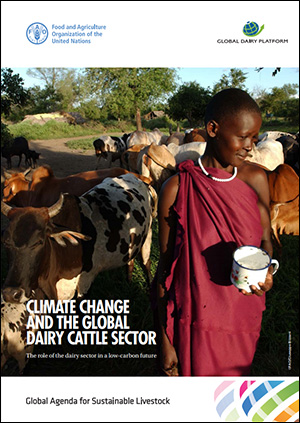 Food and Agriculture
Organization of the
United Nations
GLOBAL DAIRY PLATFORM
CLIMATE CHANGE
AND THE GLOBAL
DAIRY CATTLE SECTOR
The role of the dairy sector in a low-carbon future
Global Agenda for Sustainable Livestock